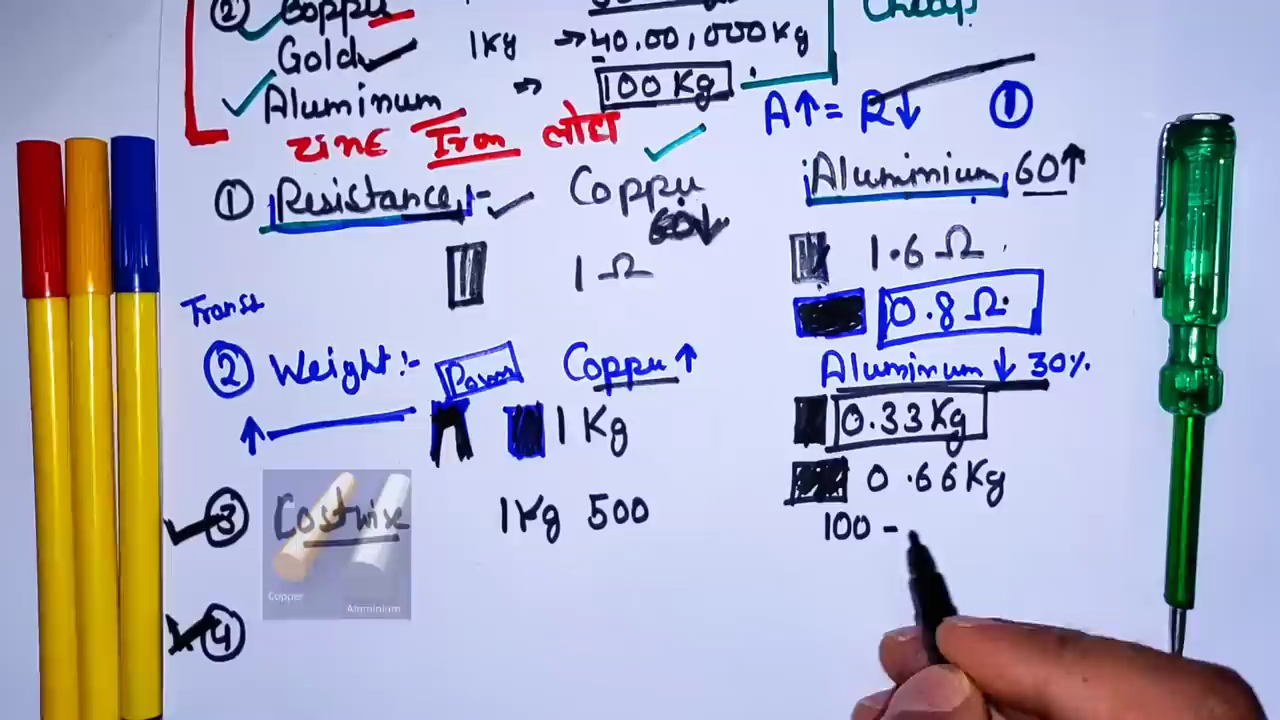 ② Coppu
Cheap
Gold 1Kg → 40,00,000Kg
Aluminum → 100 Kg
A↑ = R↓ ①
zinc Iron लोहा
① Resistance :- Coppu Aluminium 60↑
60↓
1 Ω 1.6 Ω
Transt 0.8 Ω
② Weight :- Power Coppu ↑ Aluminum ↓ 30%
1 Kg 0.33 Kg
0.66 Kg
③ Costwix 1Kg 500 100 -
Copper Aluminium
④